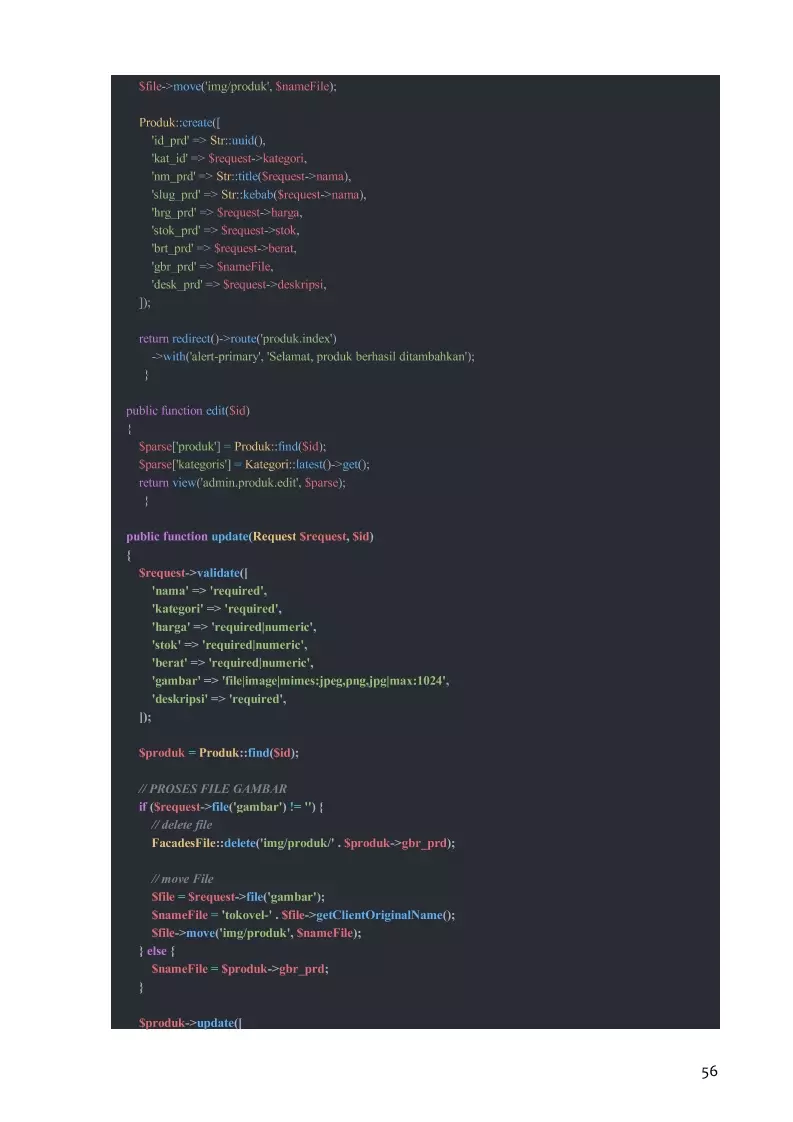 $file->move('img/produk', $nameFile);
Produk::create([
'id_prd' => Str::uuid(),
'kat_id' => $request->kategori,
'nm_prd' => Str::title($request->nama),
'slug_prd' => Str::kebab($request->nama),
'hrg_prd' => $request->harga,
'stok_prd' => $request->stok,
'brt_prd' => $request->berat,
'gbr_prd' => $nameFile,
'desk_prd' => $request->deskripsi,
]);
return redirect()->route('produk.index')
->with('alert-primary', 'Selamat, produk berhasil ditambahkan');
}
public function edit($id)
{
$parse['produk'] = Produk::find($id);
$parse['kategoris'] = Kategori::latest()->get();
return view('admin.produk.edit', $parse);
}
public function update(Request $request, $id)
{
$request->validate([
'nama' => 'required',
'kategori' => 'required',
'harga' => 'required|numeric',
'stok' => 'required|numeric',
'berat' => 'required|numeric',
'gambar' => 'file|image|mimes:jpeg,png,jpg|max:1024',
'deskripsi' => 'required',
]);
$produk = Produk::find($id);
// PROSES FILE GAMBAR
if ($request->file('gambar') != '') {
// delete file
FacadesFile::delete('img/produk/' . $produk->gbr_prd);
// move File
$file = $request->file('gambar');
$nameFile = 'tokovel-' . $file->getClientOriginalName();
$file->move('img/produk', $nameFile);
} else {
$nameFile = $produk->gbr_prd;
}
$produk->update([
56